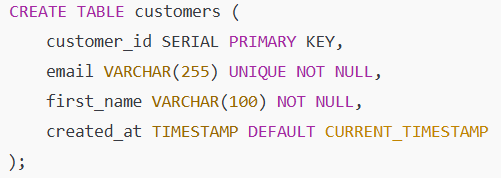 CREATE TABLE customers (
    customer_id SERIAL PRIMARY KEY,
    email VARCHAR(255) UNIQUE NOT NULL,
    first_name VARCHAR(100) NOT NULL,
    created_at TIMESTAMP DEFAULT CURRENT_TIMESTAMP
);